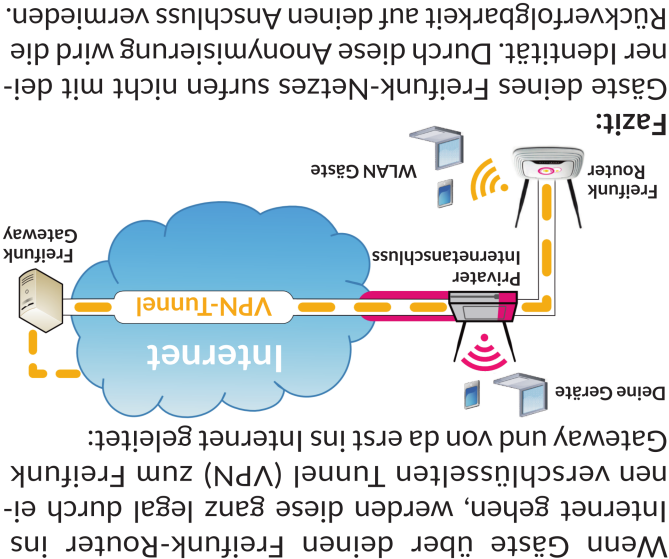 Wenn Gäste über deinen Freifunk-Router ins
Internet gehen, werden diese ganz legal durch ei-
nen verschlüsselten Tunnel (VPN) zum Freifunk
Gateway und von da erst ins Internet geleitet:
Deine Geräte
Internet
VPN-Tunnel
Privater
Internetanschluss
Freifunk
Gateway
Freifunk
Router
WLAN Gäste
Fazit:
Gäste deines Freifunk-Netzes surfen nicht mit dei-
ner Identität. Durch diese Anonymisierung wird die
Rückverfolgbarkeit auf deinen Anschluss vermieden.